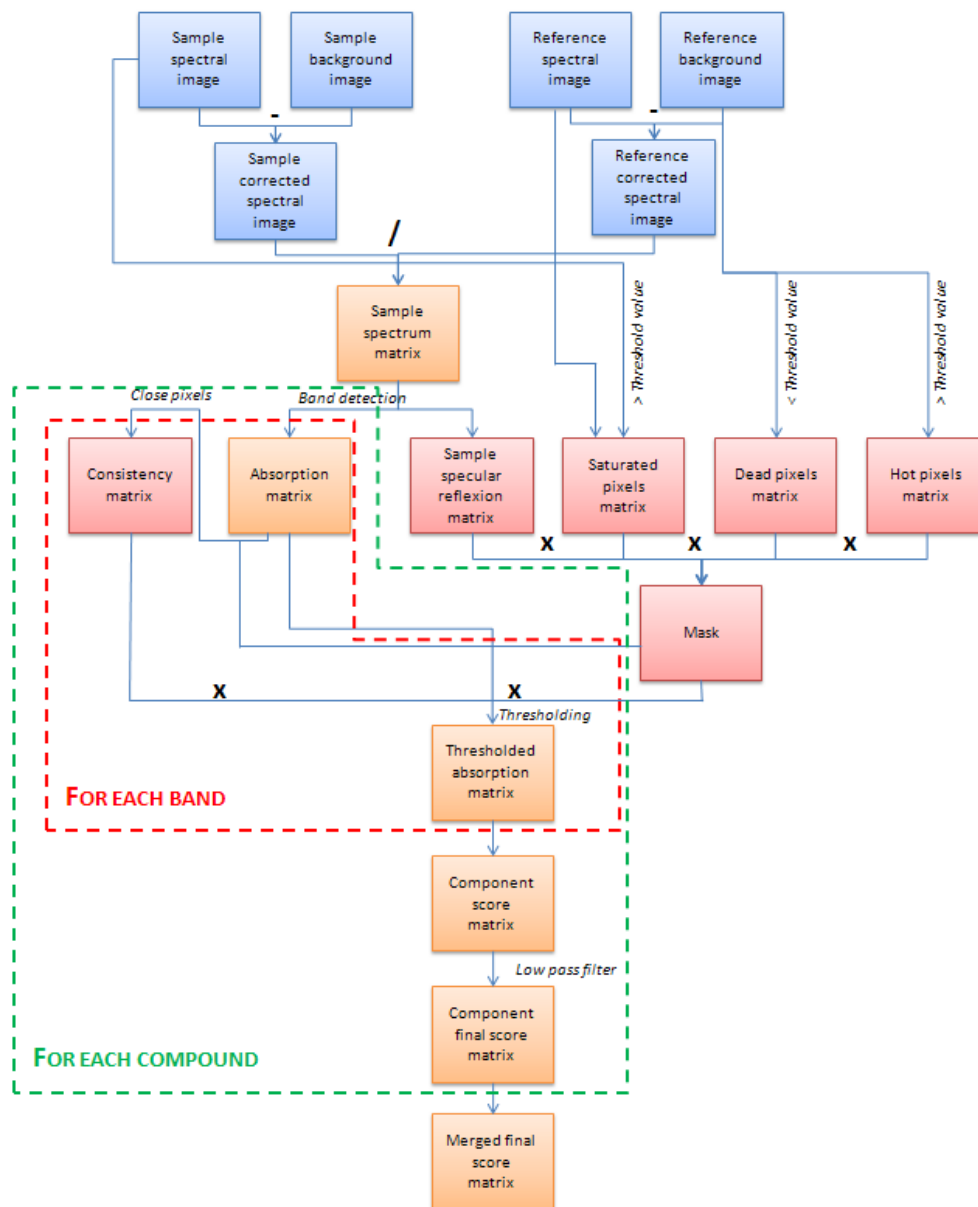 Sample
spectral
image
Sample
background
image
Reference
spectral
image
Reference
background
image
-
-
Sample
corrected
spectral
image
Reference
corrected
spectral
image
/
Sample
spectrum
matrix
> Threshold value
< Threshold value
> Threshold value
Close pixels
Band detection
Consistency
matrix
Absorption
matrix
Sample
specular
reflexion
matrix
Saturated
pixels
matrix
Dead pixels
matrix
Hot pixels
matrix
x
x
x
Mask
x
x
Thresholding
Thresholded
absorption
matrix
FOR EACH BAND
Component
score
matrix
Low pass filter
Component
final score
matrix
FOR EACH COMPOUND
Merged final
score
matrix